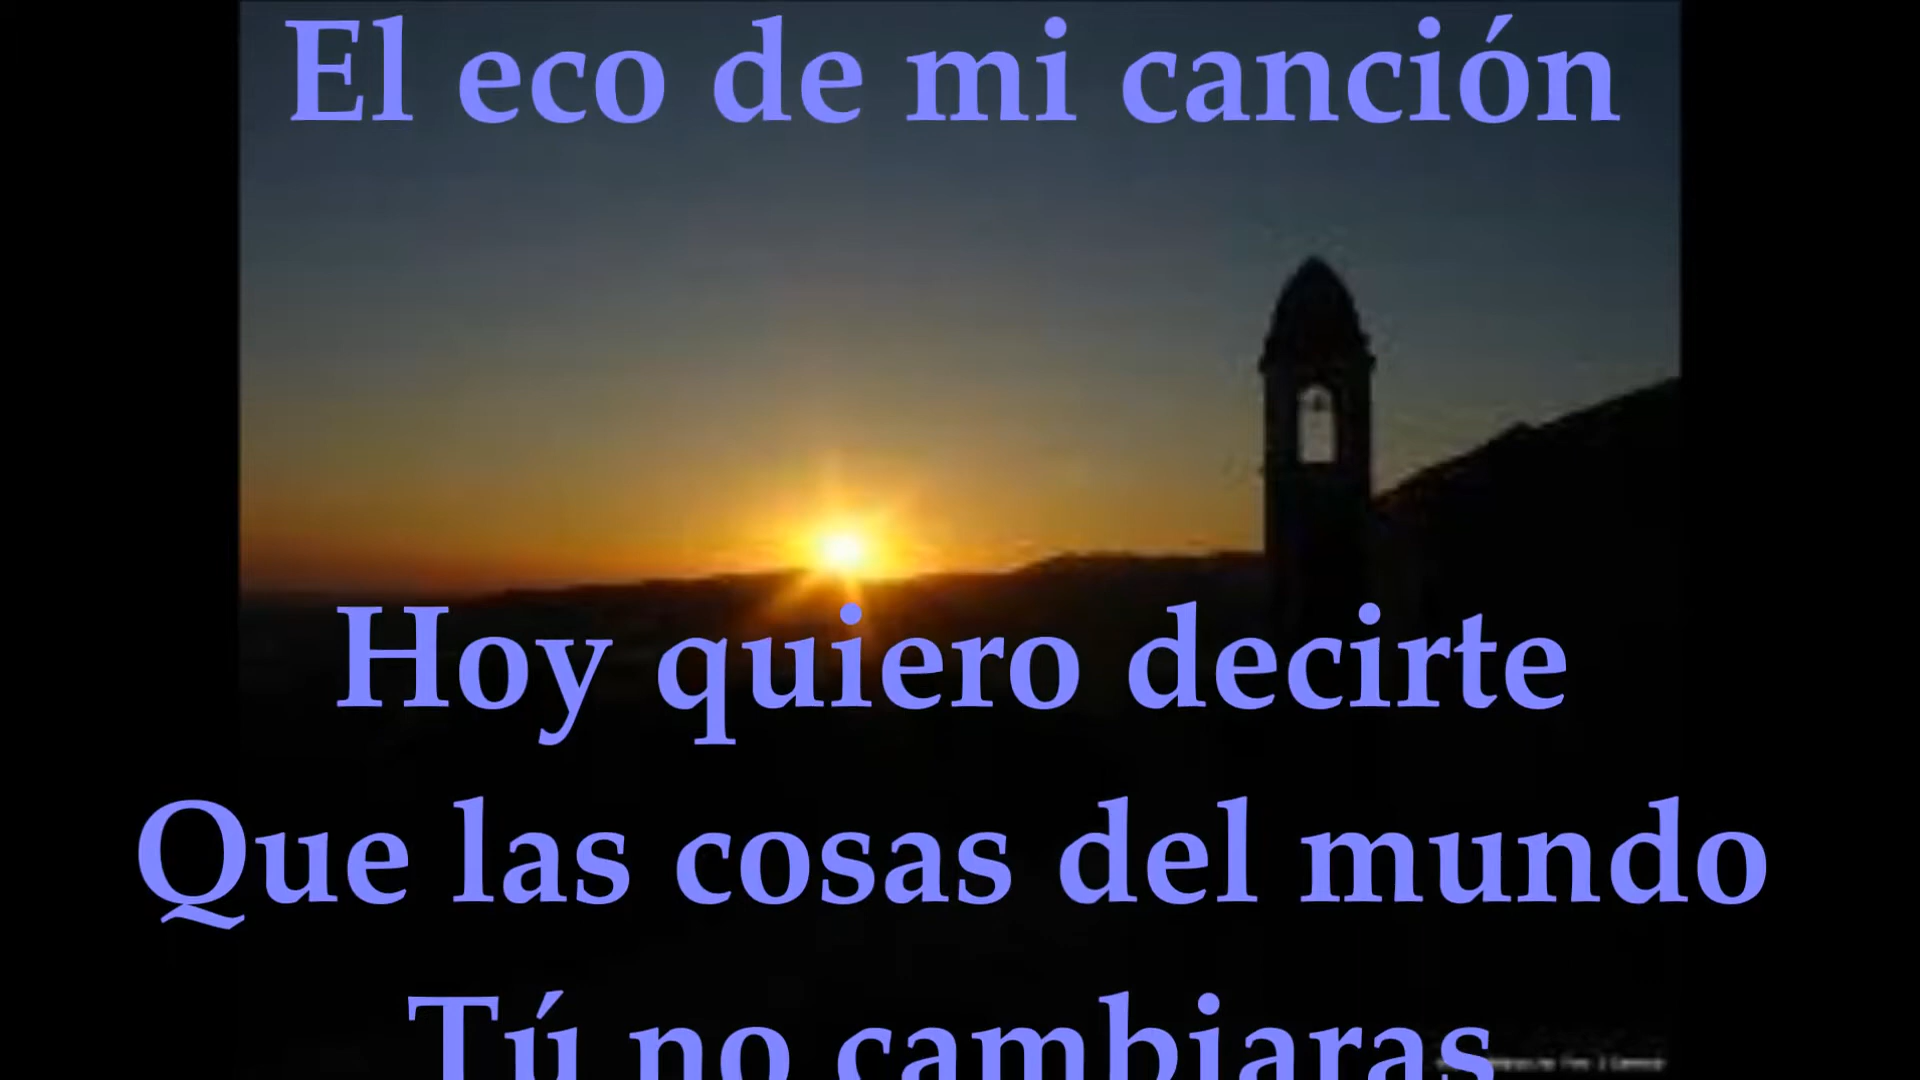 El eco de mi canción
Hoy quiero decirte
Que las cosas del mundo
Tú no cambiaras